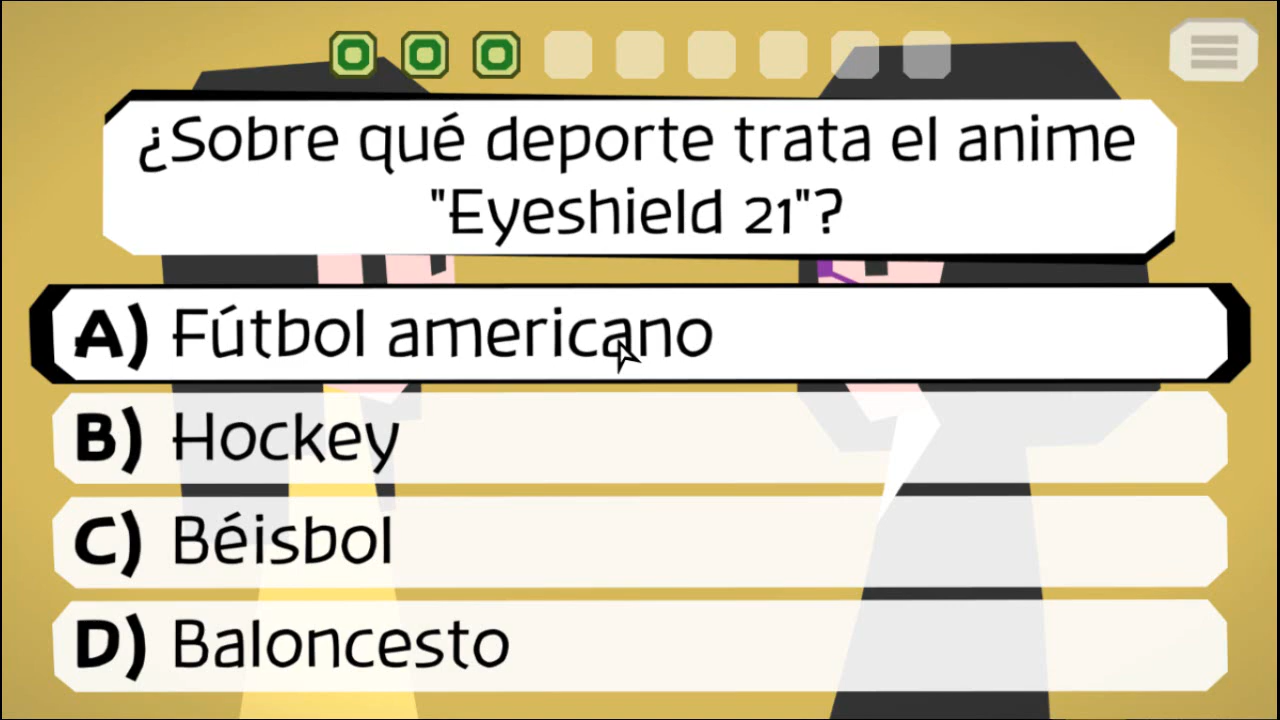 ¿Sobre qué deporte trata el anime
"Eyeshield 21"?
A) Fútbol americano
B) Hockey
C) Béisbol
D) Baloncesto